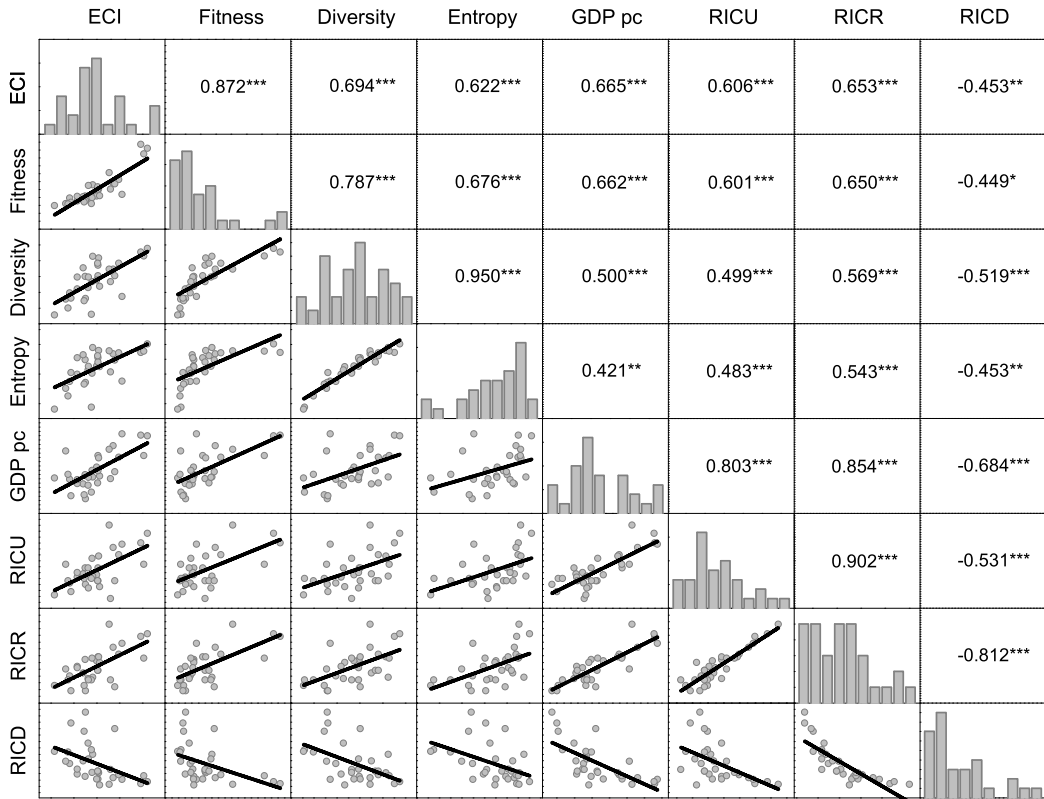 ECI Fitness Diversity Entropy GDP pc RICU RICR RICD
ECI 0.872*** 0.694*** 0.622*** 0.665*** 0.606*** 0.653*** -0.453**
Fitness 0.787*** 0.676*** 0.662*** 0.601*** 0.650*** -0.449*
Diversity 0.950*** 0.500*** 0.499*** 0.569*** -0.519***
Entropy 0.421** 0.483*** 0.543*** -0.453**
GDP pc 0.803*** 0.854*** -0.684***
RICU 0.902*** -0.531***
RICR -0.812***
RICD